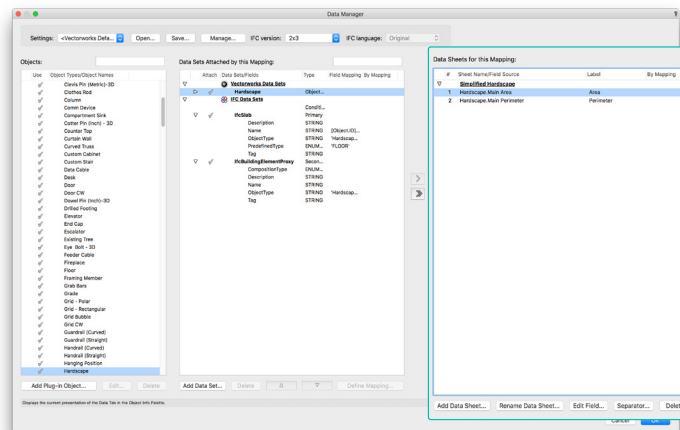 Data Manager
Settings: <Vectorworks Defa... Open... Save... Manage... IFC version: 2x3 IFC language: Original
Objects:
Use Object Types/Object Names
Clevis Pin (Metric)-3D
Clothes Rod
Column
Comm Device
Compartment Sink
Cotter Pin (Inch) - 3D
Counter Top
Curtain Wall
Curved Truss
Custom Cabinet
Custom Stair
Data Cable
Desk
Door
Door CW
Dowel Pin (Inch)-3D
Drilled Footing
Elevator
End Cap
Escalator
Existing Tree
Eye Bolt - 3D
Feeder Cable
Fireplace
Floor
Framing Member
Grab Bars
Grade
Grid - Polar
Grid - Rectangular
Grid Bubble
Grid CW
Guardrail (Curved)
Guardrail (Straight)
Handrail (Curved)
Handrail (Straight)
Hanging Position
Hardscape
Add Plug-in Object... Edit... Delete
Data Sets Attached by this Mapping:
Attach Data Sets/Fields Type Field Mapping By Mapping
Vectorworks Data Sets
Hardscape Object...
IFC Data Sets
Conditi...
IfcSlab Primary
Description STRING
Name STRING [Object.ID]...
ObjectType STRING 'Hardscap...
PredefinedType ENUM... 'FLOOR'
Tag STRING
IfcBuildingElementProxy Secon...
CompositionType ENUM...
Description STRING
Name STRING
ObjectType STRING 'Hardscap...
Tag STRING
Add Data Set... Delete Define Mapping...
Data Sheets for this Mapping:
# Sheet Name/Field Source Label By Mapping
Simplified Hardscape
1 Hardscape.Main Area Area
2 Hardscape.Main Perimeter Perimeter
Add Data Sheet... Rename Data Sheet... Edit Field... Separator... Delet
Displays the current presentation of the Data Tab in the Object Info Palette.
Cancel OK